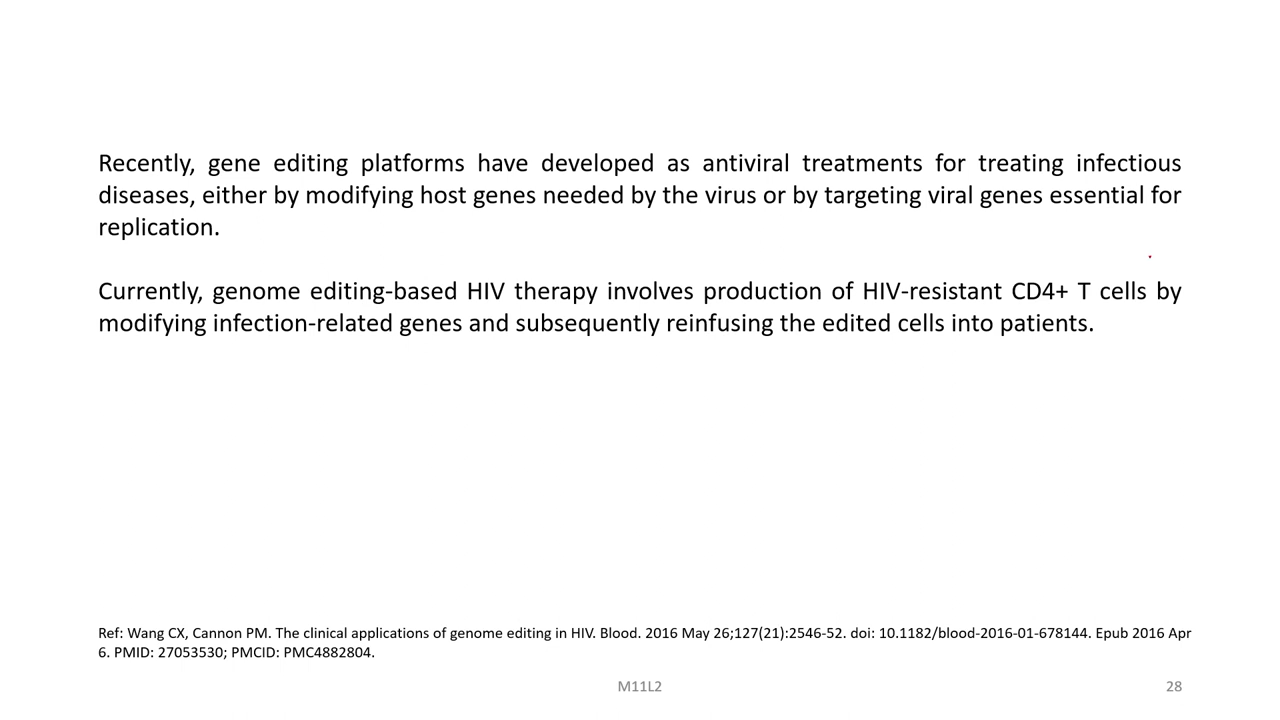 Recently, gene editing platforms have developed as antiviral treatments for treating infectious
diseases, either by modifying host genes needed by the virus or by targeting viral genes essential for
replication.
Currently, genome editing-based HIV therapy involves production of HIV-resistant CD4+ T cells by
modifying infection-related genes and subsequently reinfusing the edited cells into patients.
Ref: Wang CX, Cannon PM. The clinical applications of genome editing in HIV. Blood. 2016 May 26;127(21):2546-52. doi: 10.1182/blood-2016-01-678144. Epub 2016 Apr
6. PMID: 27053530; PMCID: PMC4882804.
M11L2
28